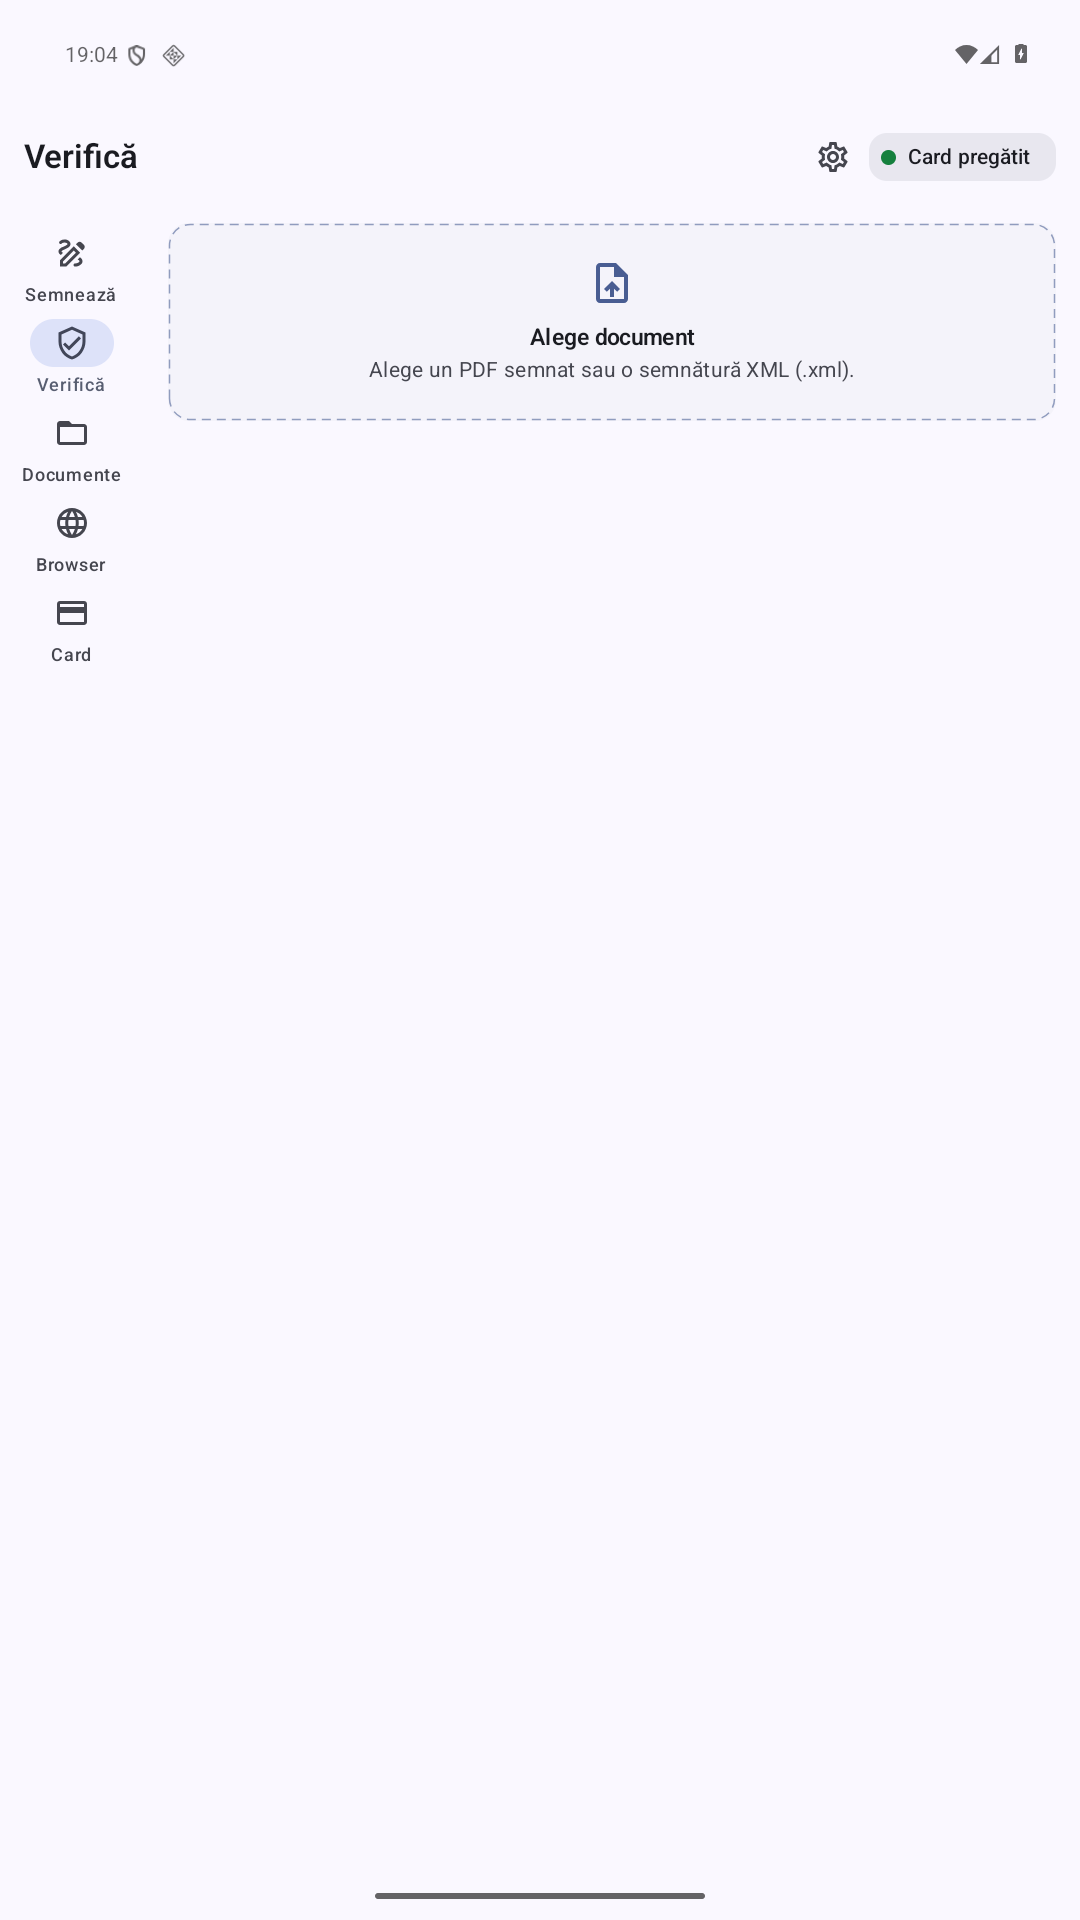 19:04
Verifică
Card pregătit
Semnează
Verifică
Documente
Browser
Card
Alege document
Alege un PDF semnat sau o semnătură XML (.xml).